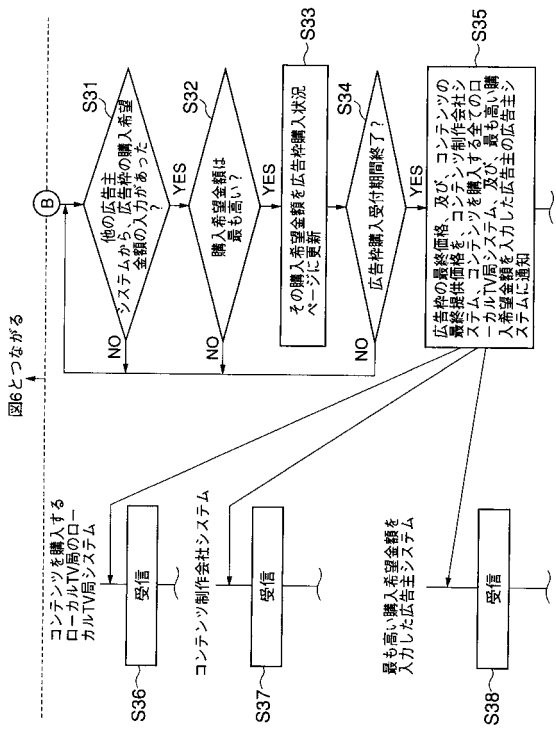 図6とつながる
B
S31
他の広告主
システムから、広告枠の購入希望
金額の入力があった
?
NO
YES
S32
購入希望金額は
最も高い?
NO
YES
S33
その購入希望金額を広告枠購入状況
ページに更新
S34
広告枠購入受付期間終了?
NO
YES
S35
広告枠の最終価格、及び、コンテンツの
最終提供価格を、コンテンツ制作会社シ
ステム、コンテンツを購入する全てのロ
ーカルTV局システム、及び、最も高い購
入希望金額を入力した広告主の広告主シ
ステムに通知
コンテンツを購入する
ローカルTV局のロー
カルTV局システム
受信
S36
コンテンツ制作会社システム
受信
S37
最も高い購入希望金額を
入力した広告主システム
受信
S38